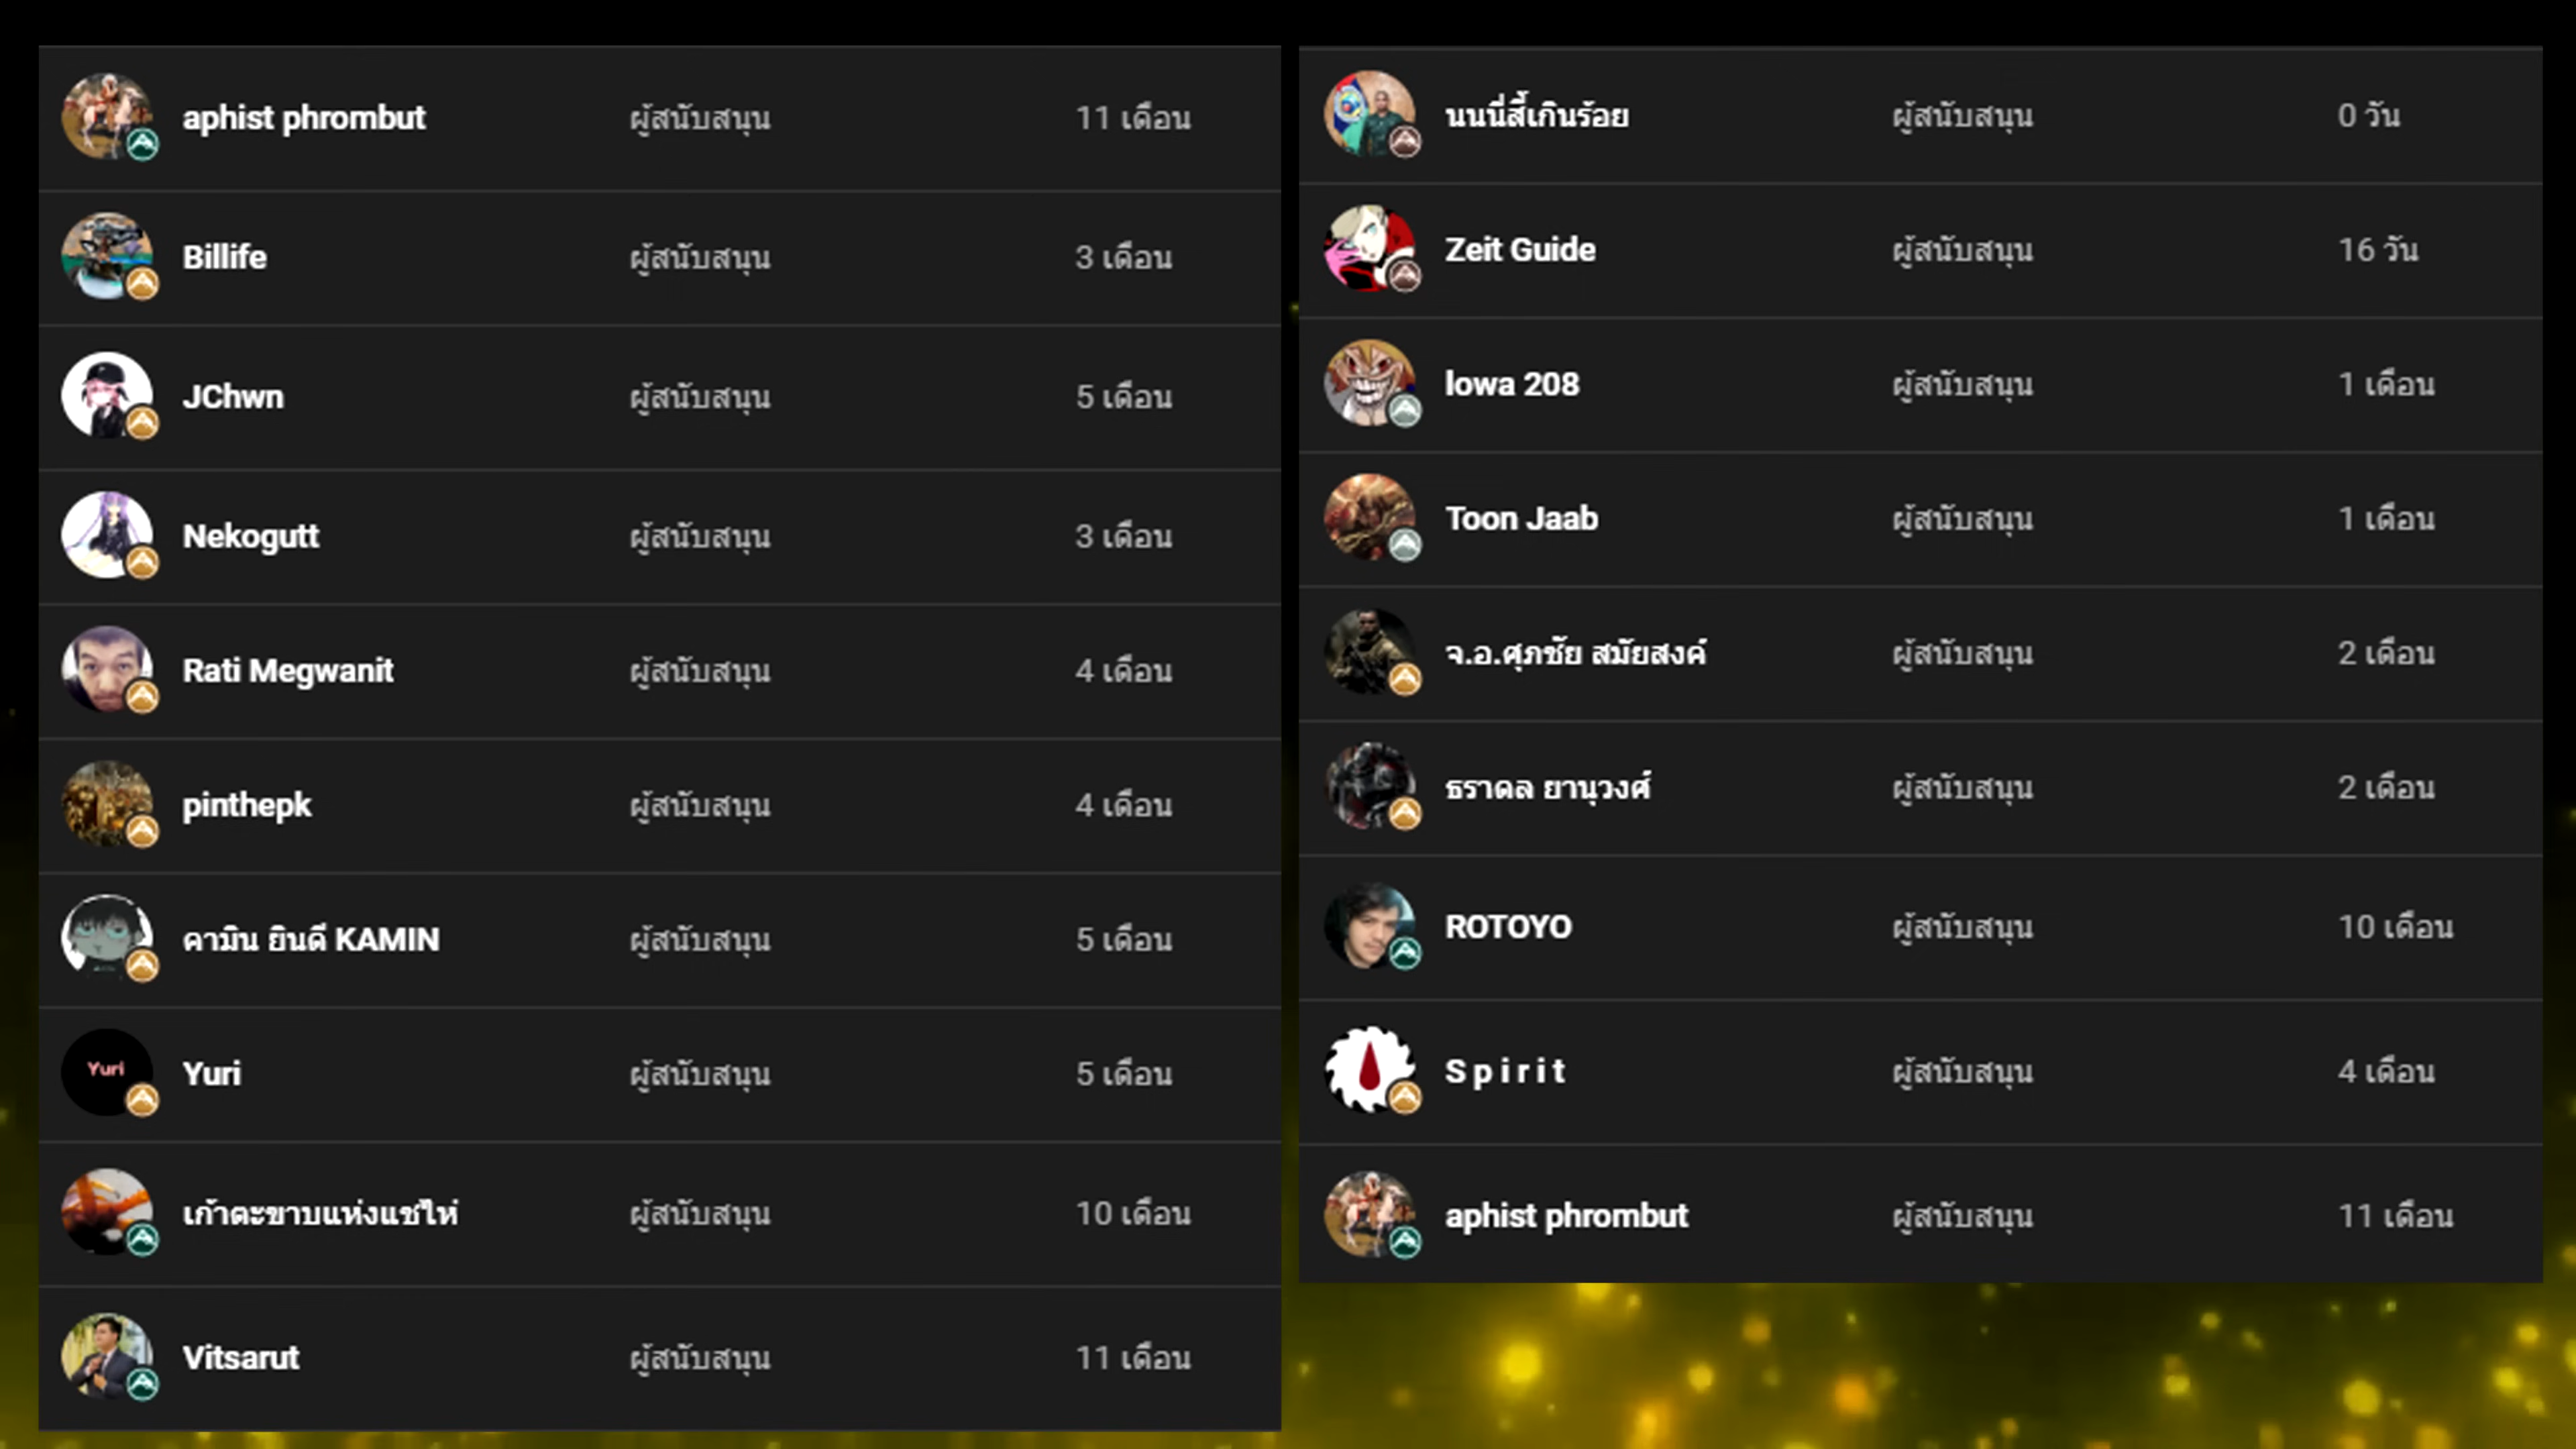 aphist phrombut ผู้สนับสนุน 11 เดือน
Billife ผู้สนับสนุน 3 เดือน
JChwn ผู้สนับสนุน 5 เดือน
Nekogutt ผู้สนับสนุน 3 เดือน
Rati Megwanit ผู้สนับสนุน 4 เดือน
pinthepk ผู้สนับสนุน 4 เดือน
คามิน ยินดี KAMIN ผู้สนับสนุน 5 เดือน
Yuri Yuri ผู้สนับสนุน 5 เดือน
เก้าตะขาบแห่งแชไห่ ผู้สนับสนุน 10 เดือน
Vitsarut ผู้สนับสนุน 11 เดือน
นนนี่สี้เกินร้อย ผู้สนับสนุน 0 วัน
Zeit Guide ผู้สนับสนุน 16 วัน
lowa 208 ผู้สนับสนุน 1 เดือน
Toon Jaab ผู้สนับสนุน 1 เดือน
จ.อ.ศุภชัย สมัยสงค์ ผู้สนับสนุน 2 เดือน
ธราดล ยานุวงศ์ ผู้สนับสนุน 2 เดือน
ROTOYO ผู้สนับสนุน 10 เดือน
S p i r i t ผู้สนับสนุน 4 เดือน
aphist phrombut ผู้สนับสนุน 11 เดือน